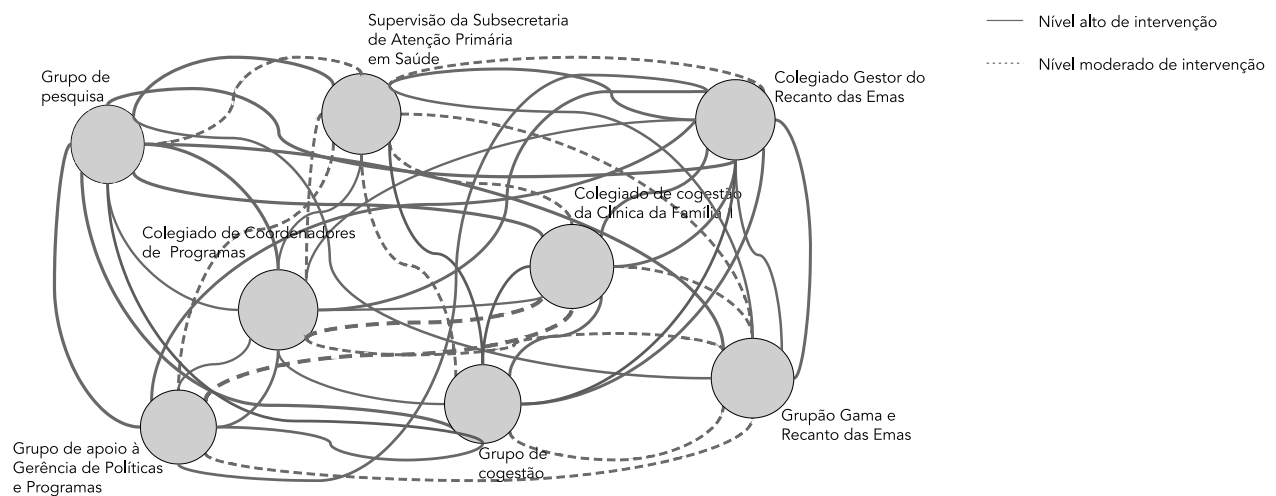 Supervisão da Subsecretaria
de Atenção Primária
em Saúde
Nível alto de intervenção
Nível moderado de intervenção
Grupo de
pesquisa
Colegiado Gestor do
Recanto das Emas
Colegiado de cogestão
da Clínica da Família I
Colegiado de Coordenadores
de Programas
Grupão Gama e
Recanto das Emas
Grupo de apoio à
Gerência de Políticas
e Programas
Grupo de
cogestão